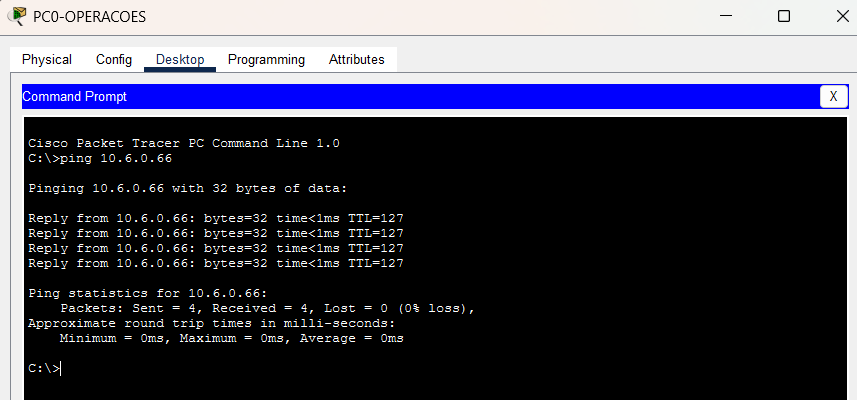 PC0-OPERACOES
Physical Config Desktop Programming Attributes
Command Prompt X
Cisco Packet Tracer PC Command Line 1.0
C:\>ping 10.6.0.66
Pinging 10.6.0.66 with 32 bytes of data:
Reply from 10.6.0.66: bytes=32 time<1ms TTL=127
Reply from 10.6.0.66: bytes=32 time<1ms TTL=127
Reply from 10.6.0.66: bytes=32 time<1ms TTL=127
Reply from 10.6.0.66: bytes=32 time<1ms TTL=127
Ping statistics for 10.6.0.66:
    Packets: Sent = 4, Received = 4, Lost = 0 (0% loss),
Approximate round trip times in milli-seconds:
    Minimum = 0ms, Maximum = 0ms, Average = 0ms
C:\>